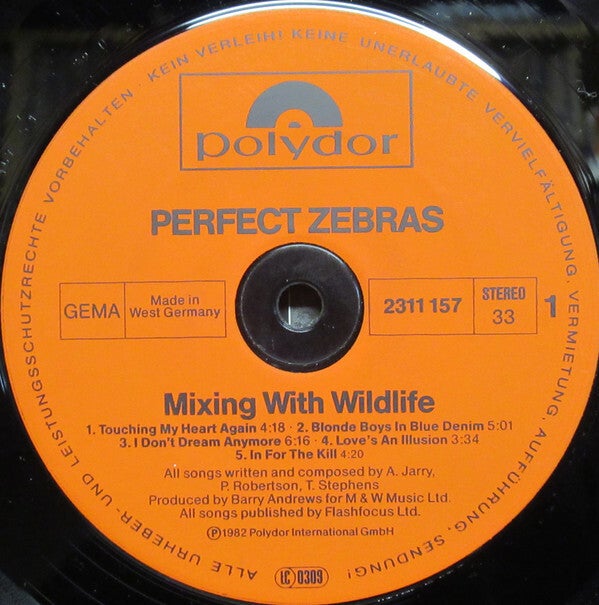 polydor
PERFECT ZEBRAS
GEMA
Made in
West Germany
2311 157
STEREO
33
1
Mixing With Wildlife
1. Touching My Heart Again 4:18 · 2. Blonde Boys In Blue Denim 5:01
3. I Don't Dream Anymore 6:16 · 4. Love's An Illusion 3:34
5. In For The Kill 4:20
All songs written and composed by A. Jarry,
P. Robertson, T. Stephens
Produced by Barry Andrews for M & W Music Ltd.
All songs published by Flashfocus Ltd.
Ⓟ 1982 Polydor International GmbH
LC 0309
ALLE URHEBER- UND LEISTUNGSSCHUTZRECHTE VORBEHALTEN · KEIN VERLEIH! KEINE UNERLAUBTE VERVIELFÄLTIGUNG, VERMIETUNG, AUFFÜHRUNG, SENDUNG!